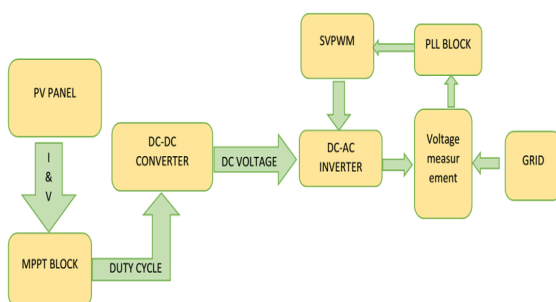 SVPWM
PLL BLOCK
PV PANEL
I
&
V
DC-DC
CONVERTER
DC VOLTAGE
DC-AC
INVERTER
Voltage
measur
ement
GRID
MPPT BLOCK
DUTY CYCLE